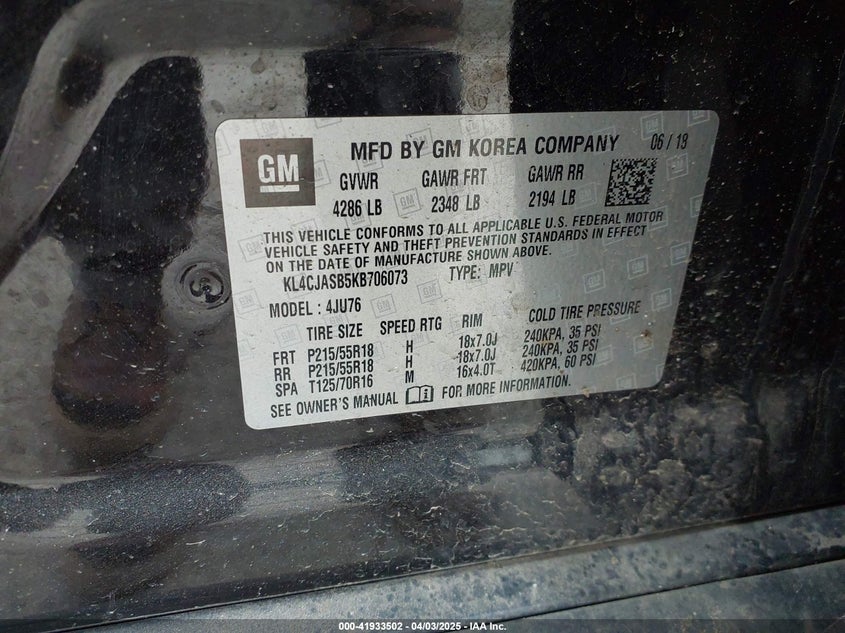 GM
MFD BY GM KOREA COMPANY 06 / 19
GVWR GAWR FRT GAWR RR
4286 LB 2348 LB 2194 LB
THIS VEHICLE CONFORMS TO ALL APPLICABLE U.S. FEDERAL MOTOR
VEHICLE SAFETY AND THEFT PREVENTION STANDARDS IN EFFECT
ON THE DATE OF MANUFACTURE SHOWN ABOVE.
KL4CJASB5KB706073 TYPE: MPV
MODEL : 4JU76
TIRE SIZE SPEED RTG RIM COLD TIRE PRESSURE
FRT P215/55R18 H 18x7.0J 240KPA, 35 PSI
RR P215/55R18 H 18x7.0J 240KPA, 35 PSI
SPA T125/70R16 M 16x4.0T 420KPA, 60 PSI
SEE OWNER'S MANUAL FOR MORE INFORMATION.
000-41933502 - 04/03/2025 - IAA Inc.